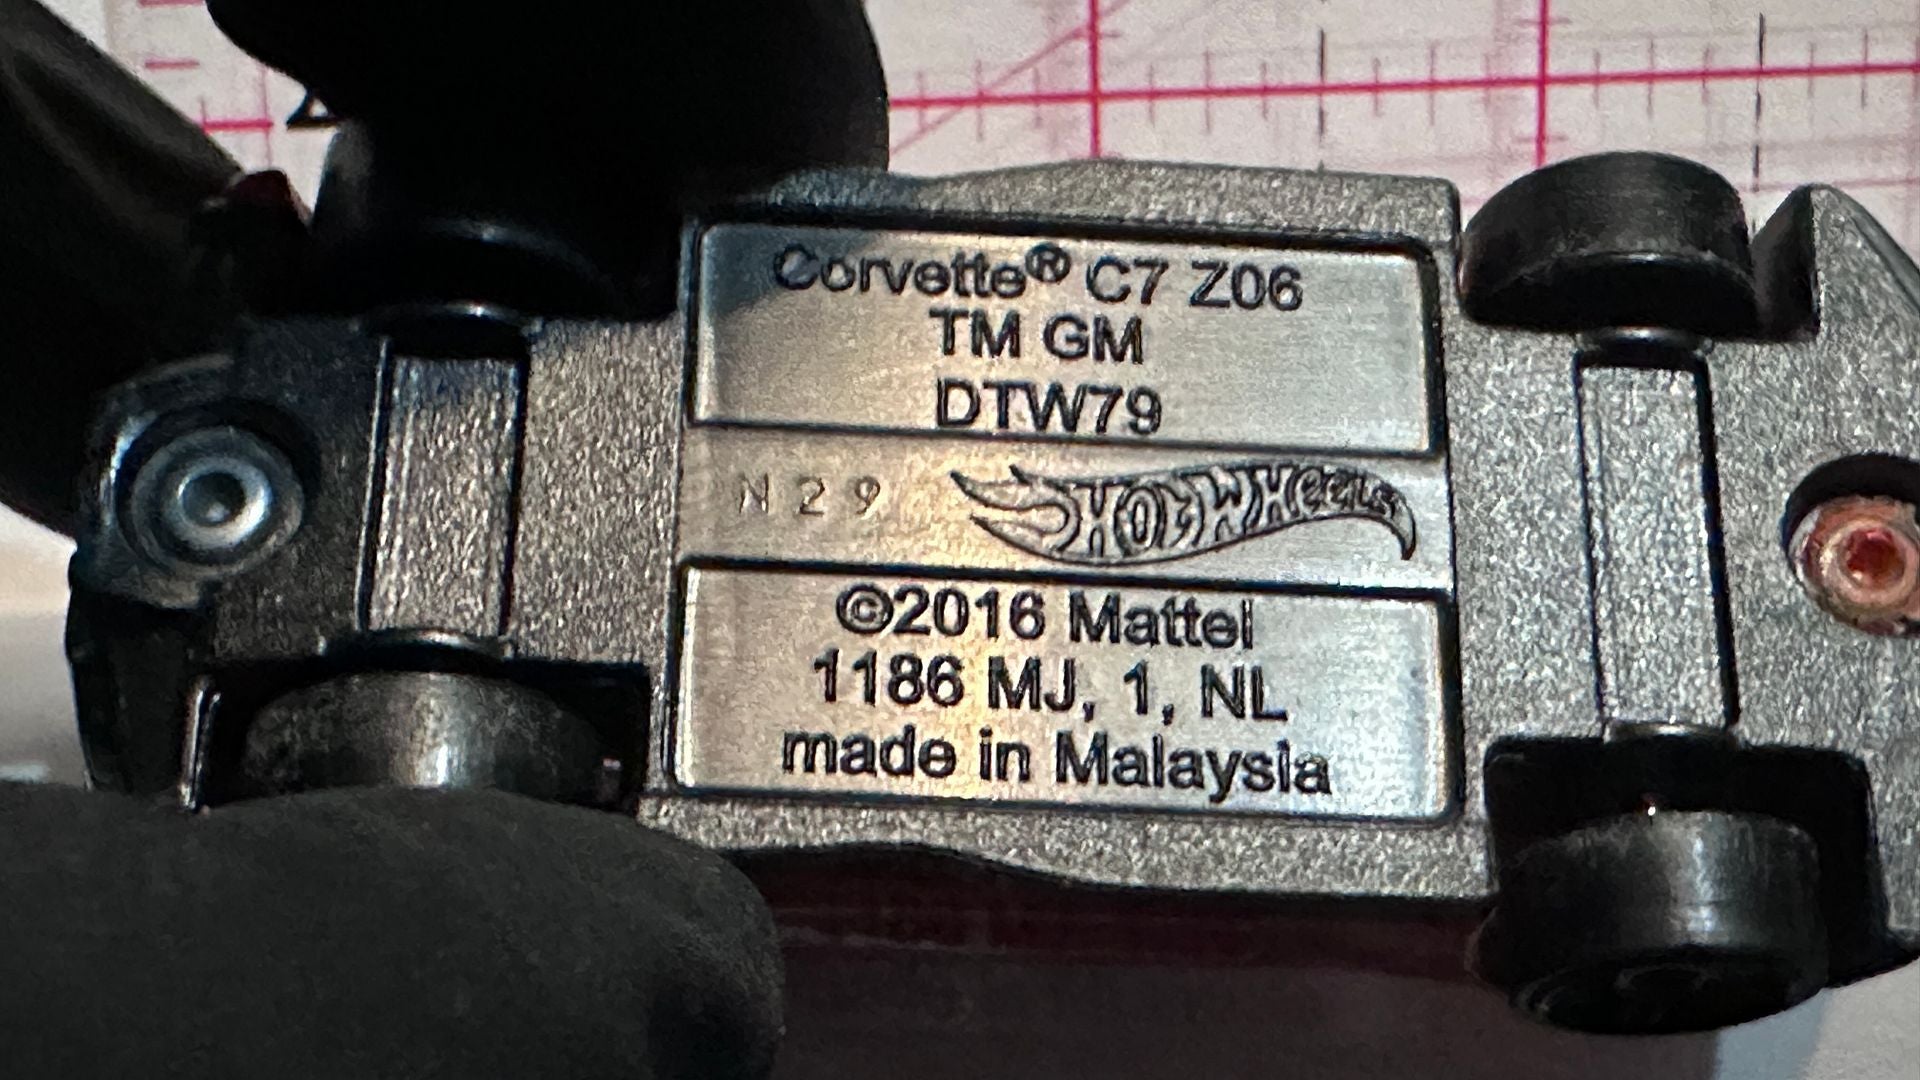 Corvette® C7 Z06
TM GM
DTW79
N29
HOT WHEELS
©2016 Mattel
1186 MJ, 1, NL
made in Malaysia